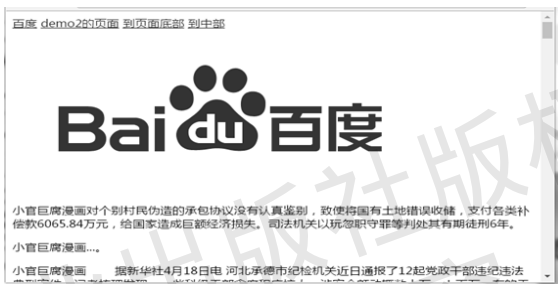 百度 demo2的页面 到页面底部 到中部
Bai du 百度
小官巨腐漫画对个别村民伪造的承包协议没有认真鉴别，致使将国有土地错误收储，支付各类补
偿款6065.84万元，给国家造成巨额经济损失。司法机关以玩忽职守罪等判处其有期徒刑6年。
小官巨腐漫画...。
小官巨腐漫画 据新华社4月18日电 河北承德市纪检机关近日通报了12起党政干部违纪违法
出版社版权